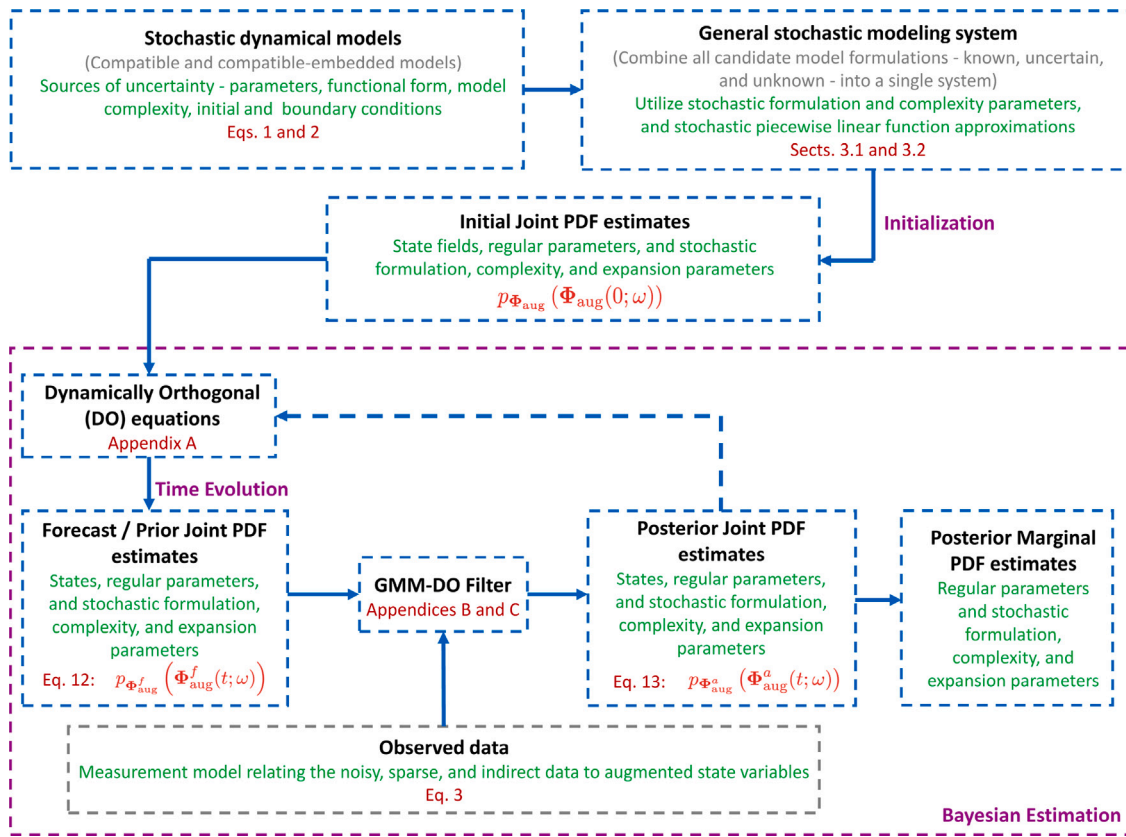 Stochastic dynamical models
(Compatible and compatible-embedded models)
Sources of uncertainty - parameters, functional form, model
complexity, initial and boundary conditions
Eqs. 1 and 2
General stochastic modeling system
(Combine all candidate model formulations - known, uncertain,
and unknown - into a single system)
Utilize stochastic formulation and complexity parameters,
and stochastic piecewise linear function approximations
Sects. 3.1 and 3.2
Initialization
Initial Joint PDF estimates
State fields, regular parameters, and stochastic
formulation, complexity, and expansion parameters
p_{Φ_aug} (Φ_aug(0; ω))
Dynamically Orthogonal
(DO) equations
Appendix A
Time Evolution
Forecast / Prior Joint PDF
estimates
States, regular parameters,
and stochastic formulation,
complexity, and expansion
parameters
Eq. 12: p_{Φ^f_aug} (Φ^f_aug(t; ω))
GMM-DO Filter
Appendices B and C
Posterior Joint PDF
estimates
States, regular parameters,
and stochastic formulation,
complexity, and expansion
parameters
Eq. 13: p_{Φ^a_aug} (Φ^a_aug(t; ω))
Posterior Marginal
PDF estimates
Regular parameters
and stochastic
formulation,
complexity, and
expansion parameters
Observed data
Measurement model relating the noisy, sparse, and indirect data to augmented state variables
Eq. 3
Bayesian Estimation